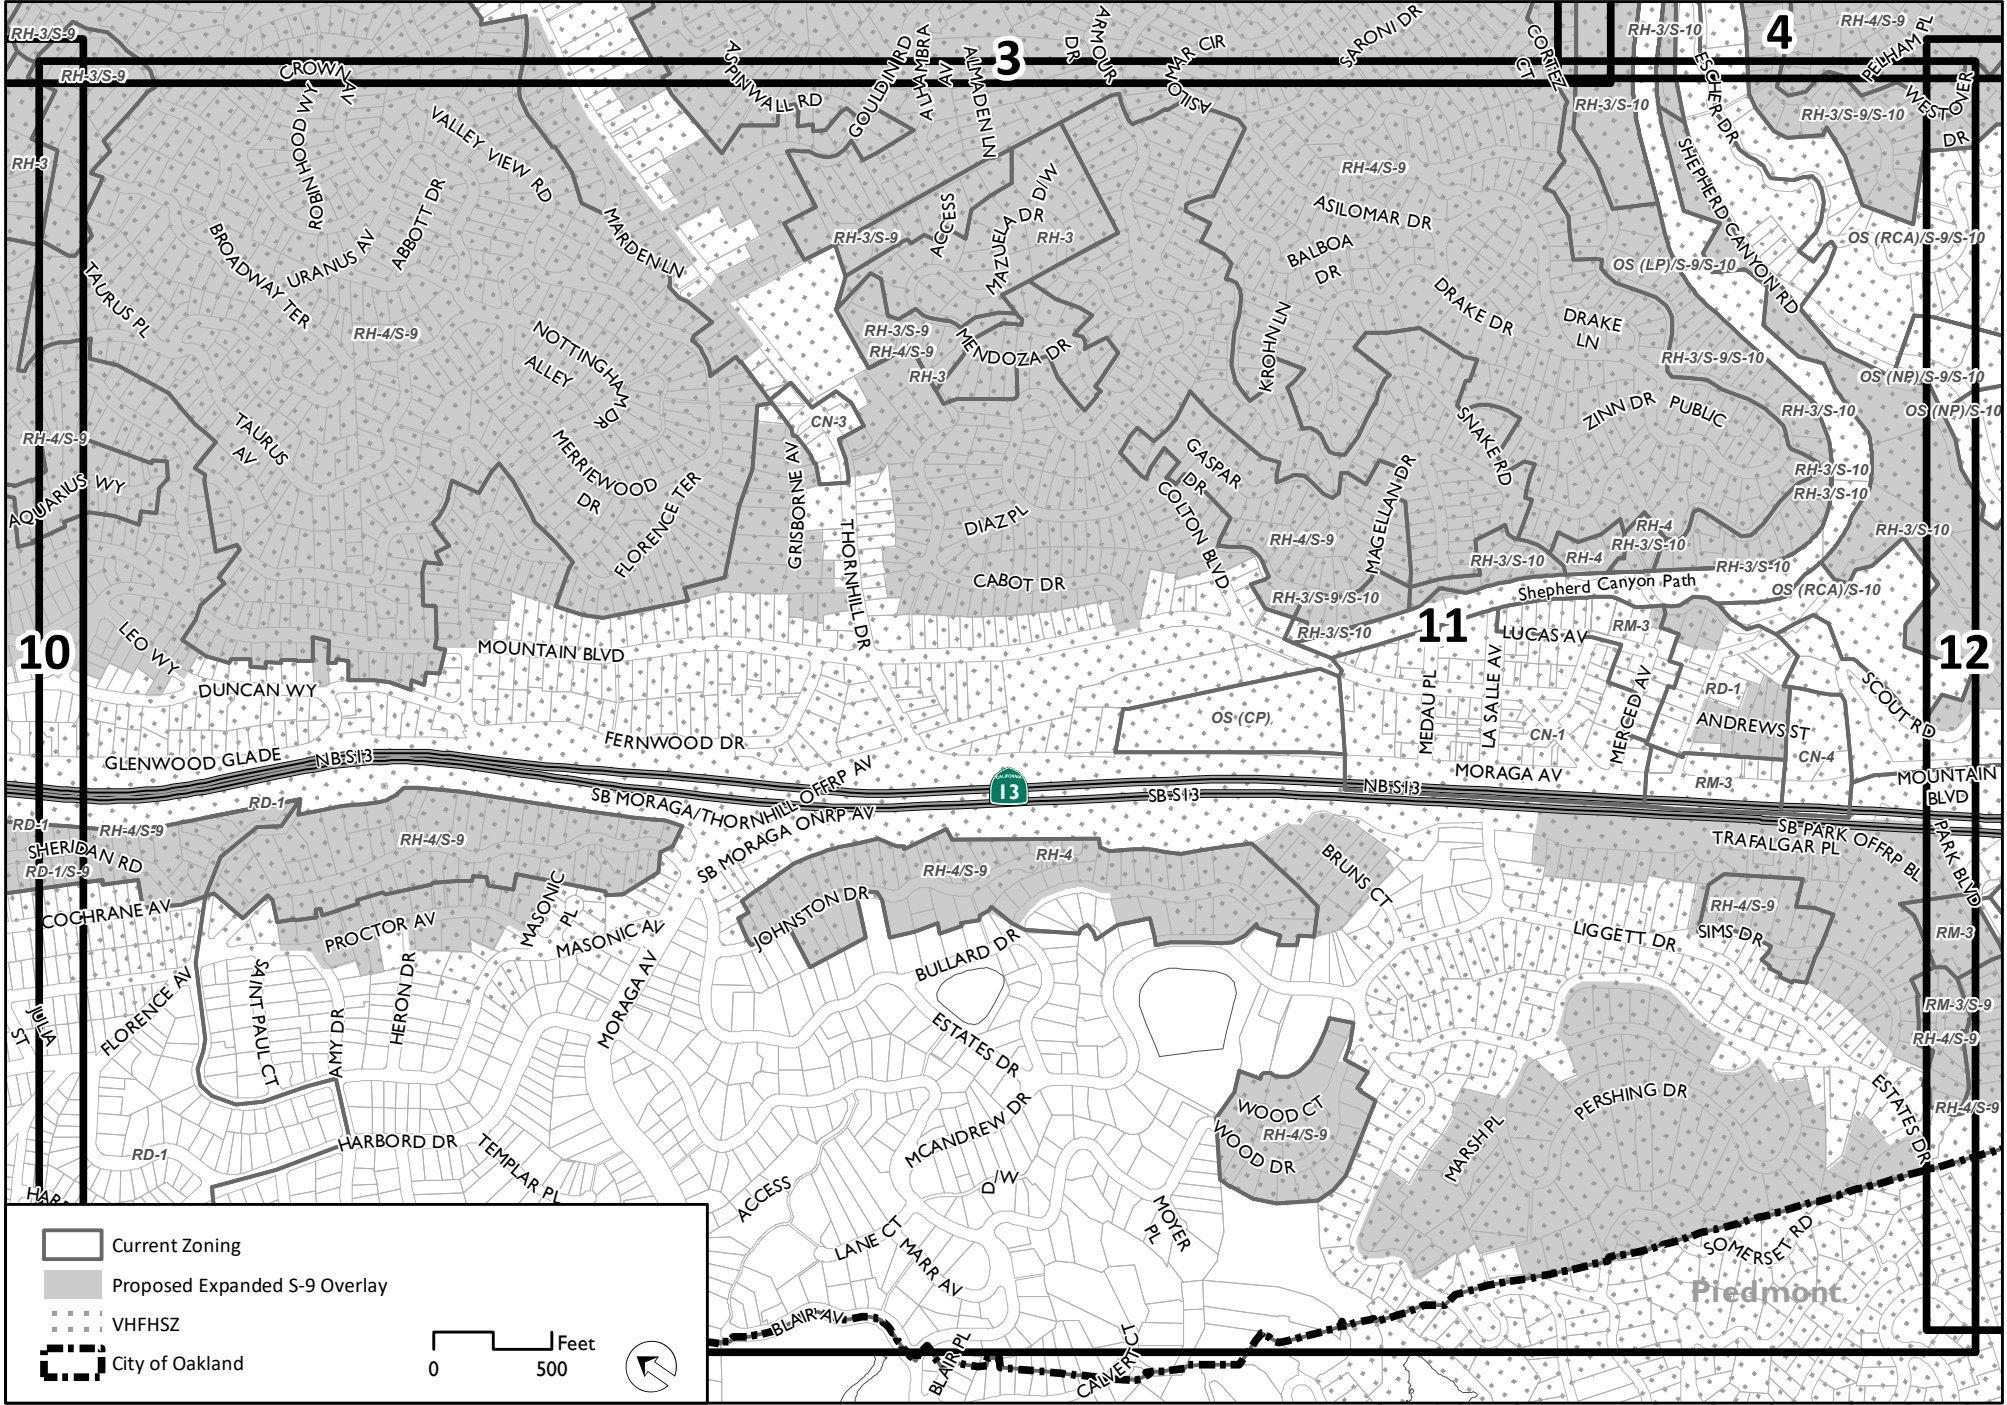 RH-3/S-9
RH-3/S-9
CROWN AV
ROBINHOOD WY
VALLEY VIEW RD
ASPINWALL RD
GOULDIN RD
ALHAMBRA
AV
ALMADEN LN
3
ARMOUR
DR
ASILOMAR CIR
SARONI DR
CORTEZ
CT
RH-3/S-10
4
RH-4/S-9
PELHAM PL
ESCHER DR
WESTOVER
DR
RH-3/S-10
RH-3/S-9/S-10
RH-3
ABBOTT DR
BROADWAY TER
URANUS AV
TAURUS PL
MARDEN LN
RH-3/S-9
ACCESS
D/W
MAZUELA DR
RH-3
RH-4/S-9
ASILOMAR DR
BALBOA
DR
SHEPHERD CANYON RD
OS (RCA)/S-9/S-10
OS (LP)/S-9/S-10
RH-4/S-9
NOTTINGHAM
DR
ALLEY
RH-3/S-9
RH-4/S-9
RH-3
MENDOZA DR
KROHN LN
DRAKE DR
DRAKE
LN
RH-3/S-9/S-10
OS (NP)/S-9/S-10
OS (NP)/S-10
RH-4/S-9
TAURUS
AV
MERRIEWOOD
DR
FLORENCE TER
CN-3
GRISBORNE AV
THORNHILL DR
DIAZ PL
CABOT DR
GASPAR
DR
COLTON BLVD
MAGELLAN DR
SNAKE RD
ZINN DR
PUBLIC
RH-3/S-10
RH-3/S-10
RH-3/S-10
AQUARIUS WY
RH-4/S-9
RH-4
RH-3/S-10
RH-3/S-10
RH-4
RH-3/S-10
RH-3/S-10
Shepherd Canyon Path
OS (RCA)/S-10
RH-3/S-9/S-10
RH-3/S-10
10
LEO WY
DUNCAN WY
MOUNTAIN BLVD
11
LUCAS AV
RM-3
12
MEDAU PL
LA SALLE AV
MERCED AV
RD-1
ANDREWS ST
SCOUT RD
OS (CP)
CN-1
CN-4
FERNWOOD DR
GLENWOOD GLADE
NB S13
MORAGA AV
RM-3
MOUNTAIN
BLVD
CALIFORNIA
13
SB S13
NB S13
SB MORAGA/THORNHILL OFFRP AV
SB MORAGA ONRP AV
RD-1
RD-1
RH-4/S-9
SHERIDAN RD
RD-1/S-9
RH-4/S-9
RH-4/S-9
RH-4
BRUNS CT
SB PARK OFFRP BL
TRAFALGAR PL
PARK BLVD
COCHRANE AV
PROCTOR AV
MASONIC
PL
MASONIC AV
JOHNSTON DR
BULLARD DR
LIGGETT DR
RH-4/S-9
SIMS DR
RM-3
FLORENCE AV
SAINT PAUL CT
AMY DR
HERON DR
MORAGA AV
JULIA
ST
ESTATES DR
RM-3/S-9
RH-4/S-9
RH-4/S-9
ESTATES DR
HARBORD DR
RD-1
TEMPLAR PL
MCANDREW DR
WOOD CT
RH-4/S-9
WOOD DR
MARSH PL
PERSHING DR
ACCESS
D/W
MOYER
PL
LANE CT
MARR AV
SOMERSET RD
Piedmont
BLAIR AV
BLAIR PL
CALVERT CT
Current Zoning
Proposed Expanded S-9 Overlay
VHFHSZ
City of Oakland
Feet
0
500